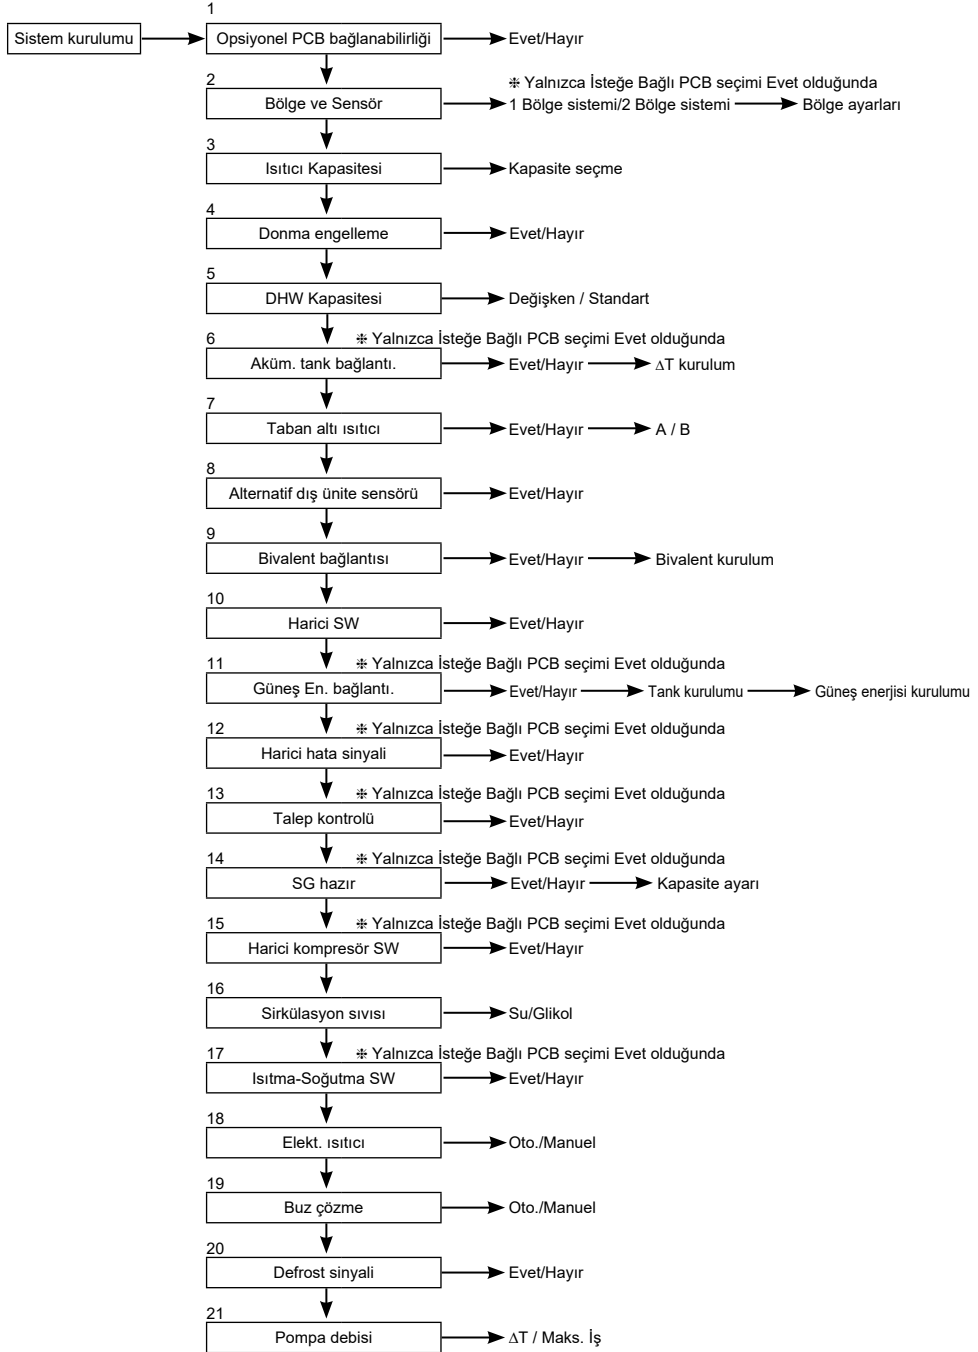 1
Sistem kurulumu Opsiyonel PCB bağlanabilirliği Evet/Hayır
2 ⁜ Yalnızca İsteğe Bağlı PCB seçimi Evet olduğunda
Bölge ve Sensör 1 Bölge sistemi/2 Bölge sistemi Bölge ayarları
3
Isıtıcı Kapasitesi Kapasite seçme
4
Donma engelleme Evet/Hayır
5
DHW Kapasitesi Değişken / Standart
6 ⁜ Yalnızca İsteğe Bağlı PCB seçimi Evet olduğunda
Aküm. tank bağlantı. Evet/Hayır ∆T kurulum
7
Taban altı ısıtıcı Evet/Hayır A / B
8
Alternatif dış ünite sensörü Evet/Hayır
9
Bivalent bağlantısı Evet/Hayır Bivalent kurulum
10
Harici SW Evet/Hayır
11 ⁜ Yalnızca İsteğe Bağlı PCB seçimi Evet olduğunda
Güneş En. bağlantı. Evet/Hayır Tank kurulumu Güneş enerjisi kurulumu
12 ⁜ Yalnızca İsteğe Bağlı PCB seçimi Evet olduğunda
Harici hata sinyali Evet/Hayır
13 ⁜ Yalnızca İsteğe Bağlı PCB seçimi Evet olduğunda
Talep kontrolü Evet/Hayır
14 ⁜ Yalnızca İsteğe Bağlı PCB seçimi Evet olduğunda
SG hazır Evet/Hayır Kapasite ayarı
15 ⁜ Yalnızca İsteğe Bağlı PCB seçimi Evet olduğunda
Harici kompresör SW Evet/Hayır
16
Sirkülasyon sıvısı Su/Glikol
17 ⁜ Yalnızca İsteğe Bağlı PCB seçimi Evet olduğunda
Isıtma-Soğutma SW Evet/Hayır
18
Elekt. ısıtıcı Oto./Manuel
19
Buz çözme Oto./Manuel
20
Defrost sinyali Evet/Hayır
21
Pompa debisi ∆T / Maks. İş